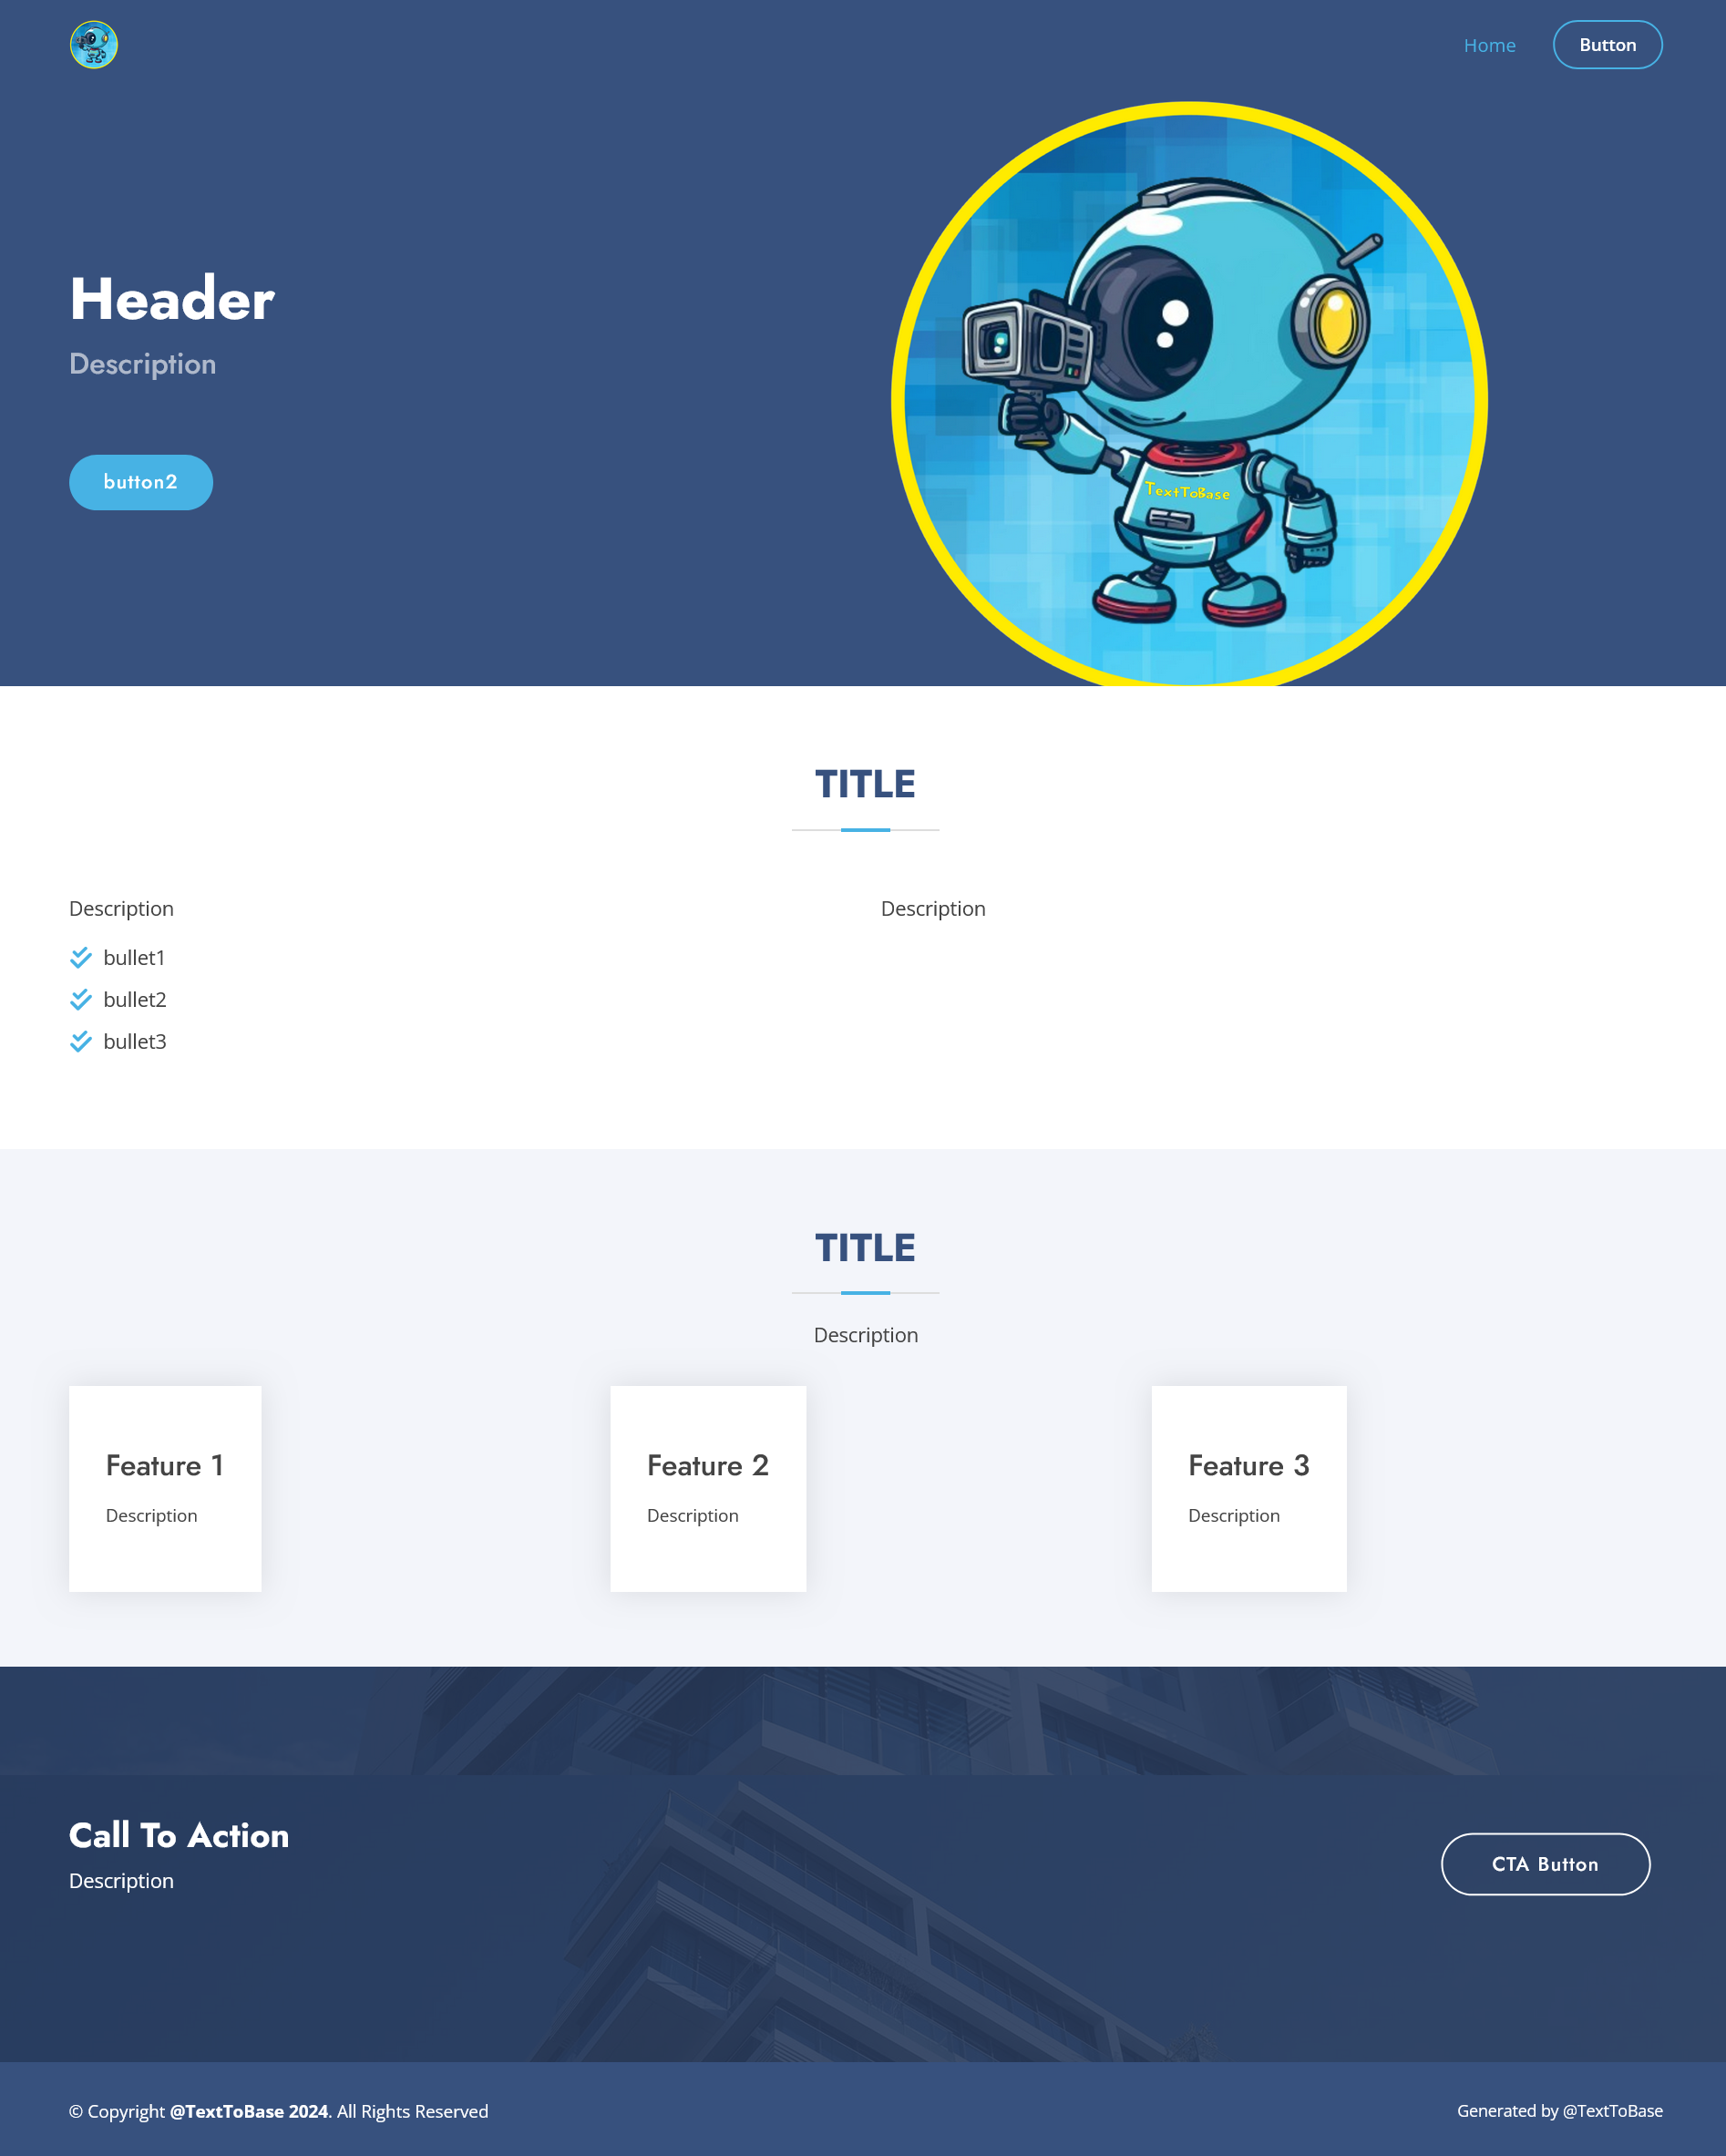 Home Button
Header
Description
button2
TextToBase
TITLE
Description
bullet1
bullet2
bullet3
Description
TITLE
Description
Feature 1
Description
Feature 2
Description
Feature 3
Description
Call To Action
Description
CTA Button
© Copyright @TextToBase 2024. All Rights Reserved
Generated by @TextToBase